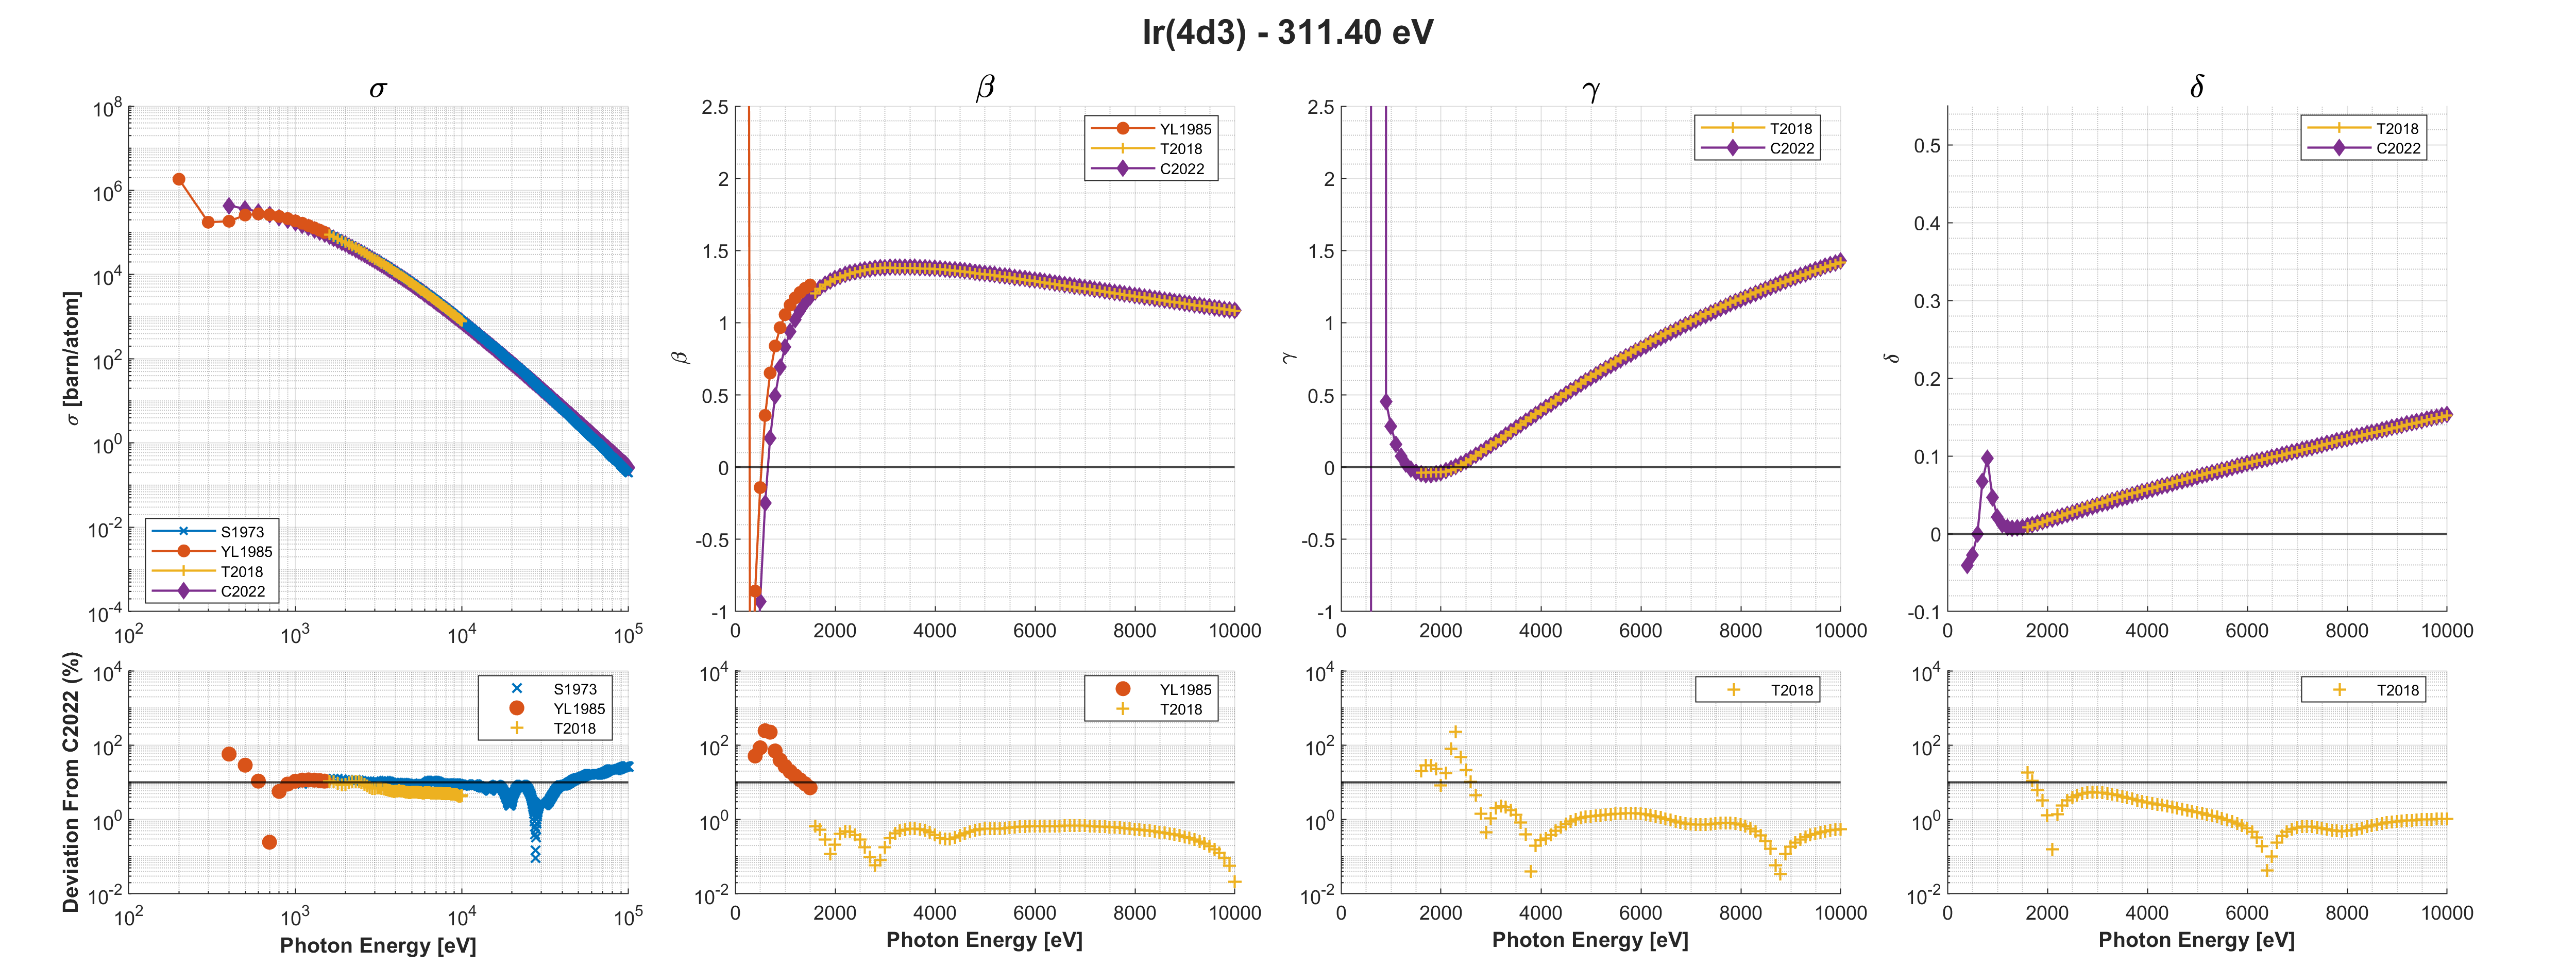 Ir(4d3) - 311.40 eV
σ
10^8
10^6
10^4
10^2
10^0
10^-2
10^-4
σ [barn/atom]
S1973
YL1985
T2018
C2022
10^2
10^3
10^4
10^5
β
2.5
2
1.5
1
0.5
0
-0.5
-1
β
YL1985
T2018
C2022
0
2000
4000
6000
8000
10000
γ
2.5
2
1.5
1
0.5
0
-0.5
-1
γ
T2018
C2022
0
2000
4000
6000
8000
10000
δ
0.5
0.4
0.3
0.2
0.1
0
-0.1
δ
T2018
C2022
0
2000
4000
6000
8000
10000
Deviation From C2022 (%)
10^4
10^2
10^0
10^-2
S1973
YL1985
T2018
10^2
10^3
10^4
10^5
Photon Energy [eV]
10^4
10^2
10^0
10^-2
YL1985
T2018
0
2000
4000
6000
8000
10000
Photon Energy [eV]
10^4
10^2
10^0
10^-2
T2018
0
2000
4000
6000
8000
10000
Photon Energy [eV]
10^4
10^2
10^0
10^-2
T2018
0
2000
4000
6000
8000
10000
Photon Energy [eV]